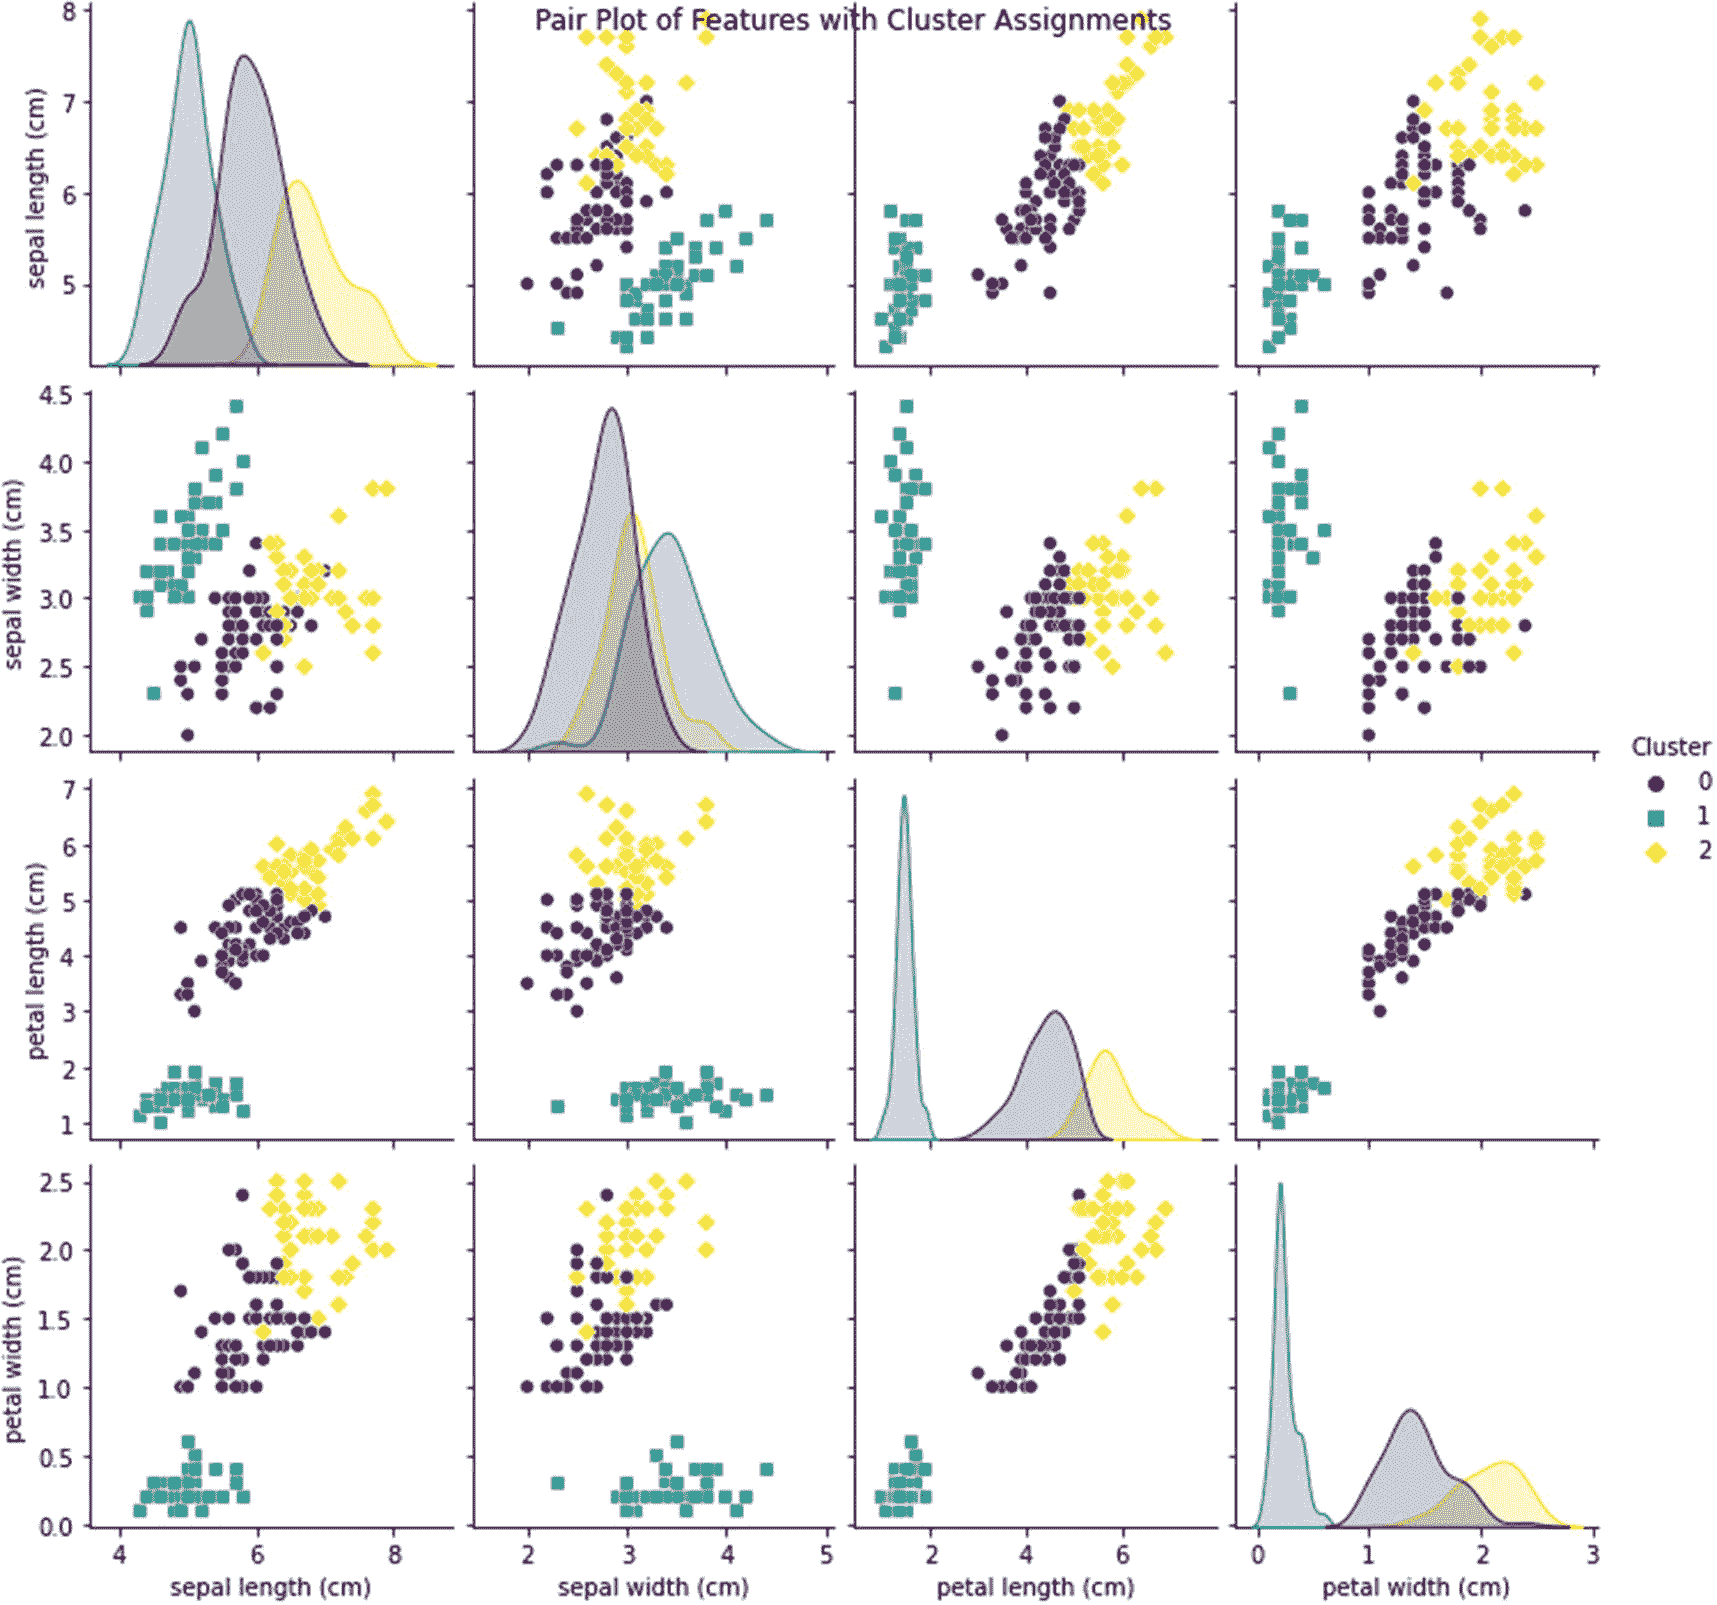 Pair Plot of Features with Cluster Assignments
8
7
6
5
sepal length (cm)
4.5
4.0
3.5
3.0
2.5
2.0
sepal width (cm)
7
6
5
4
3
2
1
petal length (cm)
2.5
2.0
1.5
1.0
0.5
0.0
petal width (cm)
4 6 8
sepal length (cm)
2 3 4 5
sepal width (cm)
2 4 6
petal length (cm)
0 1 2 3
petal width (cm)
Cluster
0
1
2